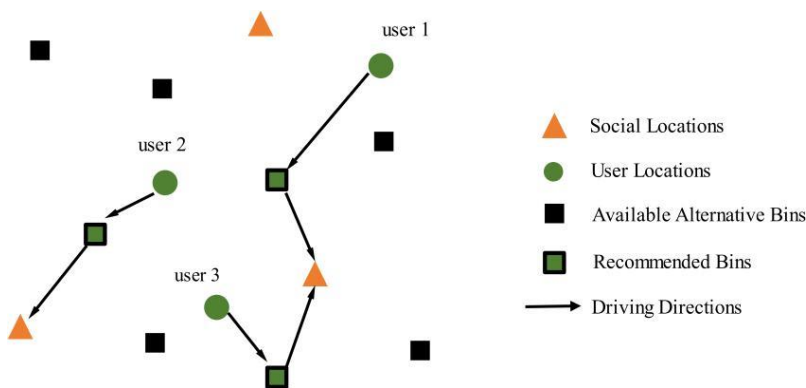 user 1
user 2
user 3
Social Locations
User Locations
Available Alternative Bins
Recommended Bins
Driving Directions